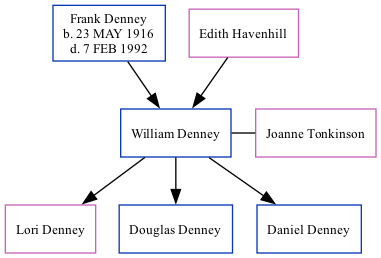 Frank Denney
b. 23 MAY 1916
d. 7 FEB 1992
Edith Havenhill
William Denney
Joanne Tonkinson
Lori Denney
Douglas Denney
Daniel Denney